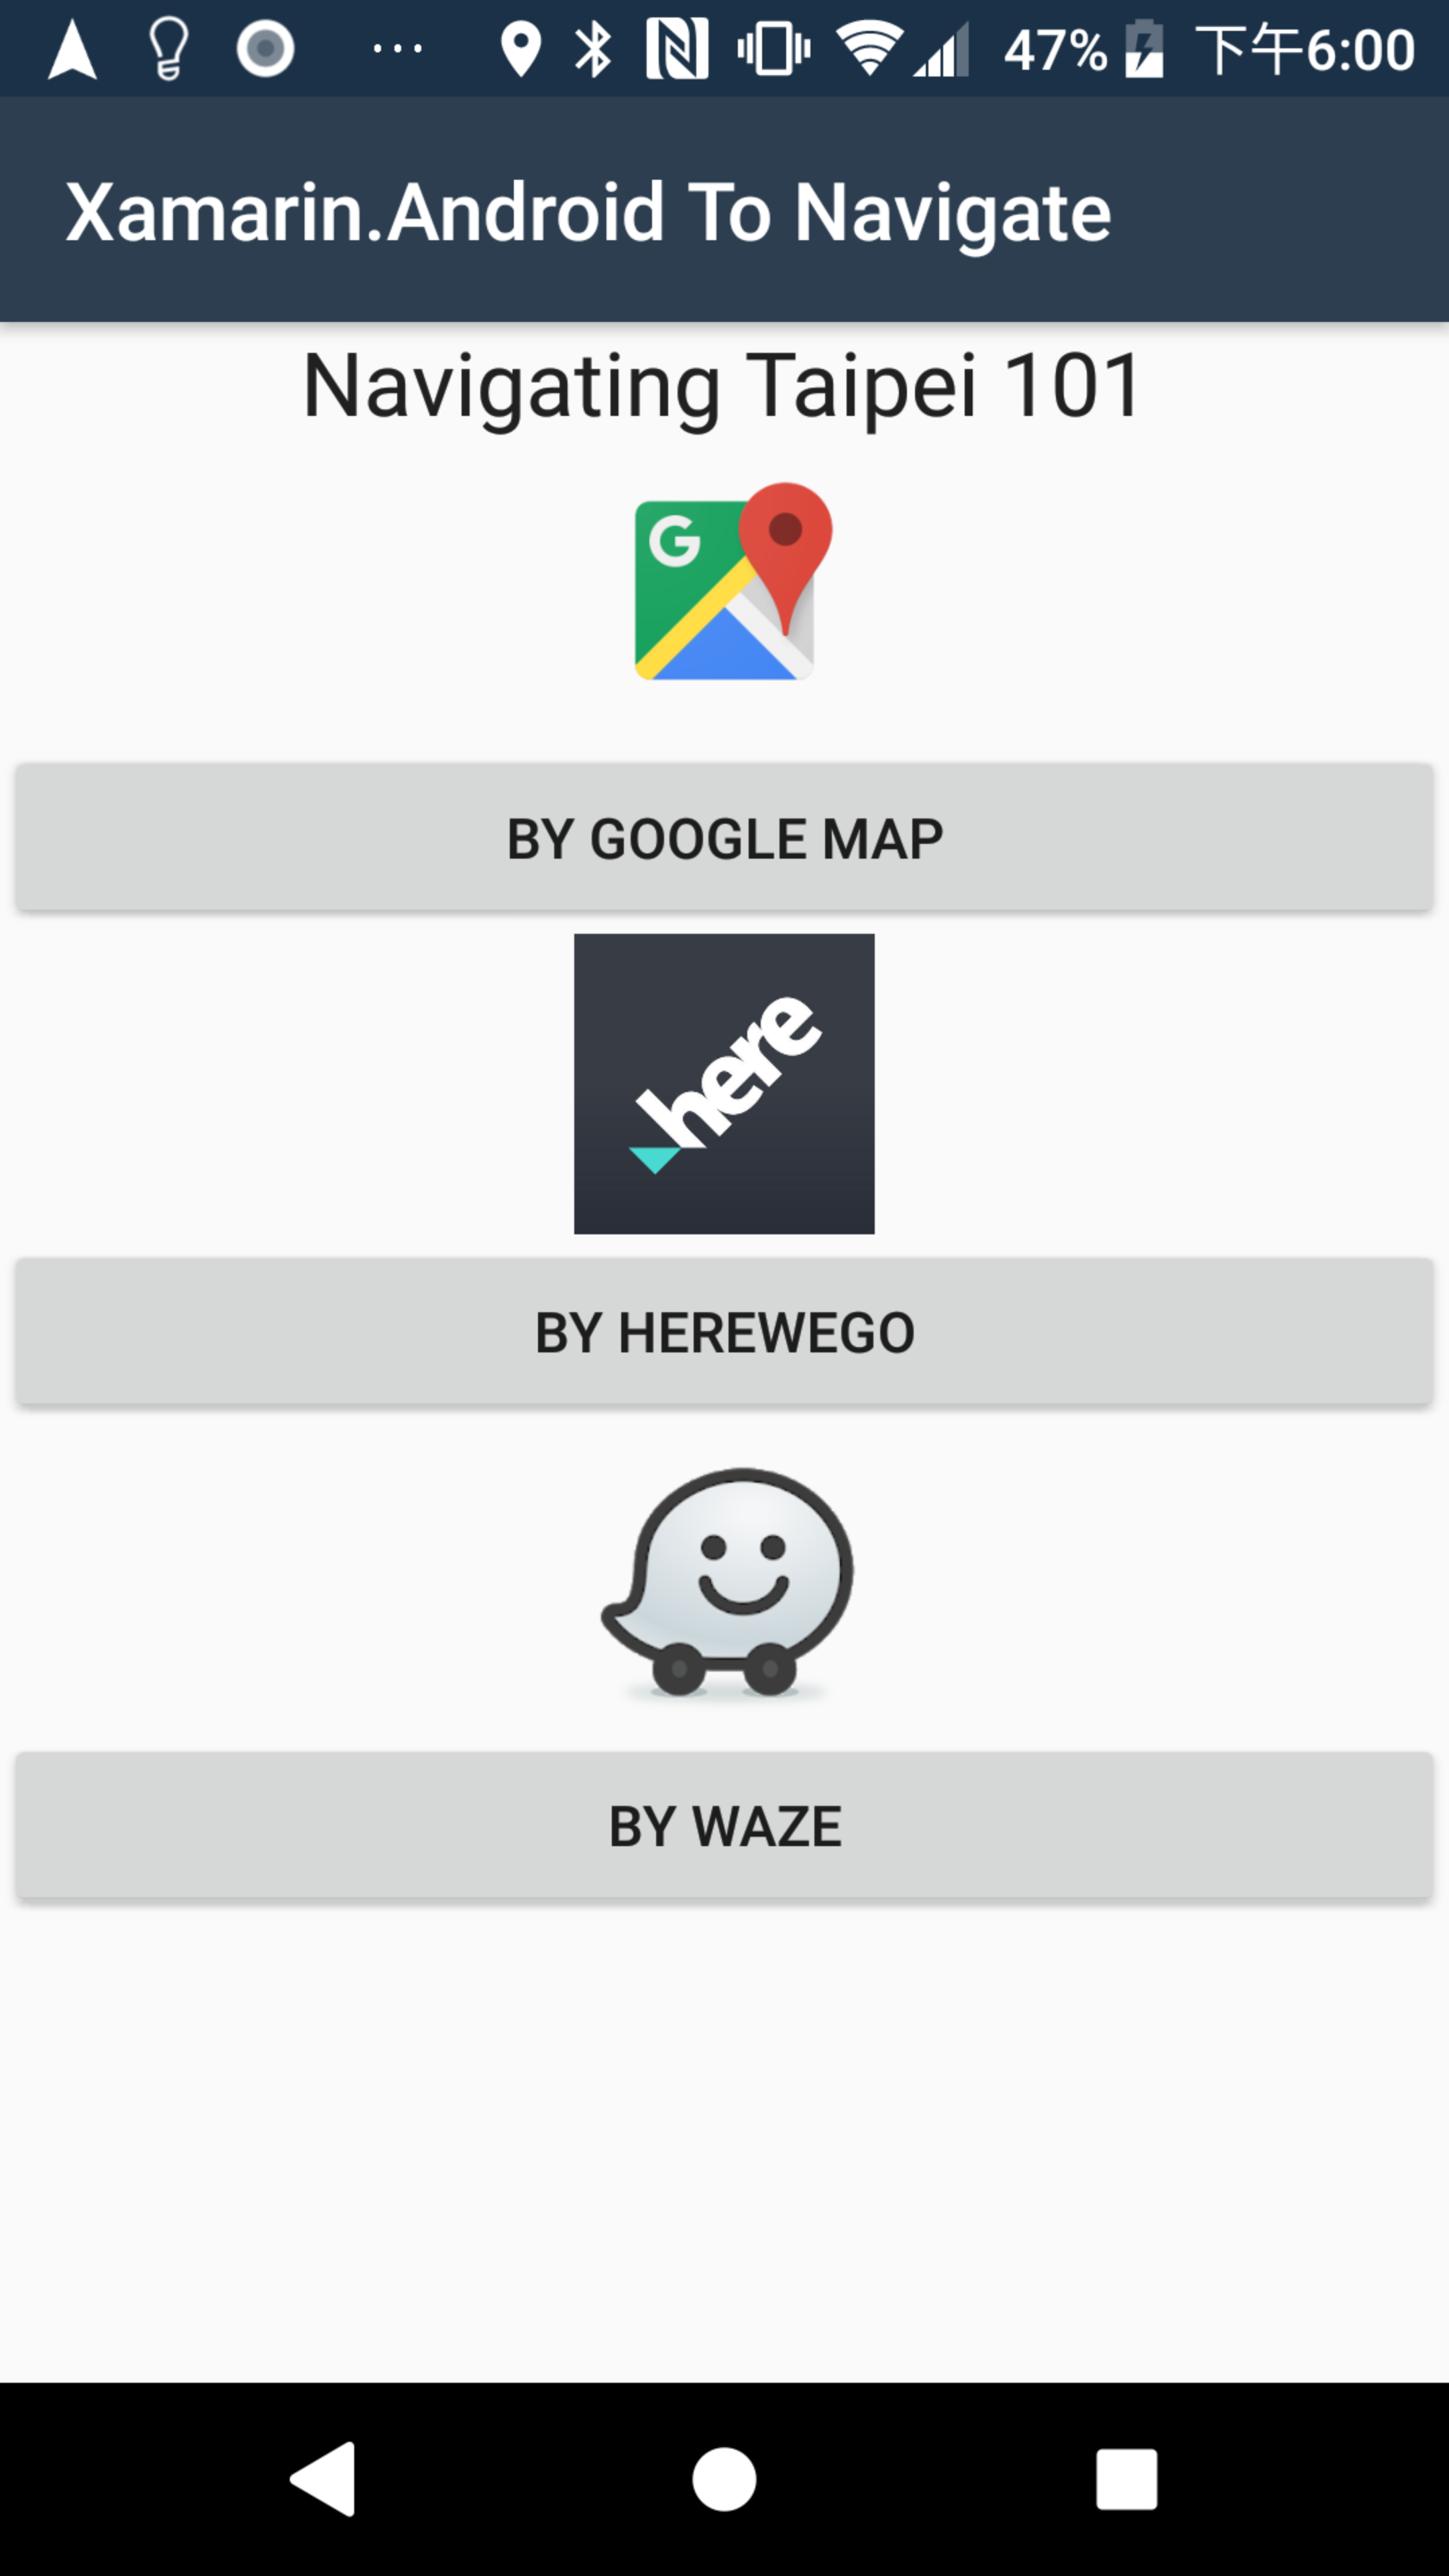 47% 下午6:00
Xamarin.Android To Navigate
Navigating Taipei 101
G
BY GOOGLE MAP
here
BY HEREWEGO
BY WAZE